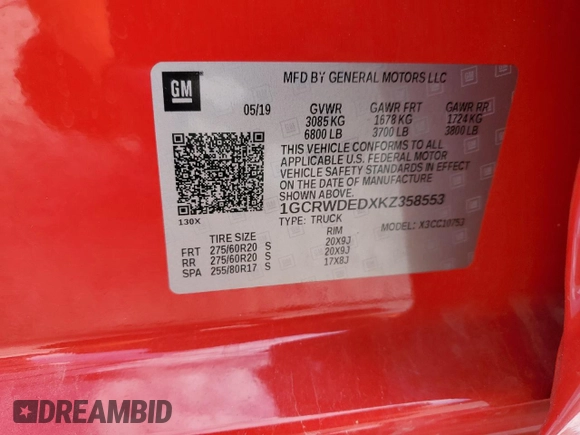 GM
MFD BY GENERAL MOTORS LLC
05/19 GVWR GAWR FRT GAWR RR
3085 KG 1678 KG 1724 KG
6800 LB 3700 LB 3800 LB
THIS VEHICLE CONFORMS TO ALL
APPLICABLE U.S. FEDERAL MOTOR
VEHICLE SAFETY STANDARDS IN EFFECT
ON THE DATE OF MANUFACTURE
SHOWN ABOVE.
1GCRWDEDXKZ358553
TYPE: TRUCK MODEL: X3CC10753
130X
TIRE SIZE RIM
FRT 275/60R20 S 20X9J
RR 275/60R20 S 20X9J
SPA 255/80R17 S 17X8J
DREAMBID